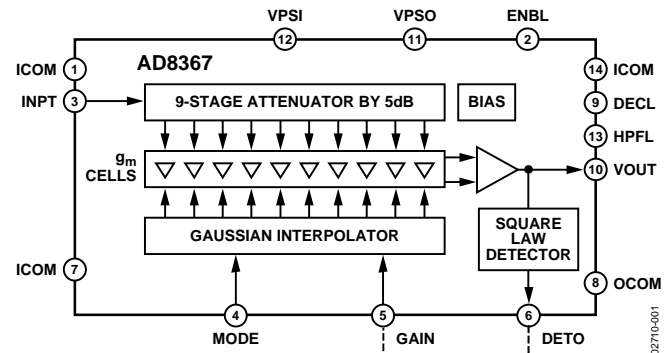 VPSI
VPSO
ENBL
12
11
2
AD8367
ICOM
1
14
ICOM
INPT
3
9-STAGE ATTENUATOR BY 5dB
BIAS
9
DECL
13
HPFL
gm
CELLS
10
VOUT
GAUSSIAN INTERPOLATOR
SQUARE
LAW
DETECTOR
ICOM
7
8
OCOM
4
5
6
MODE
GAIN
DETO
02710-001